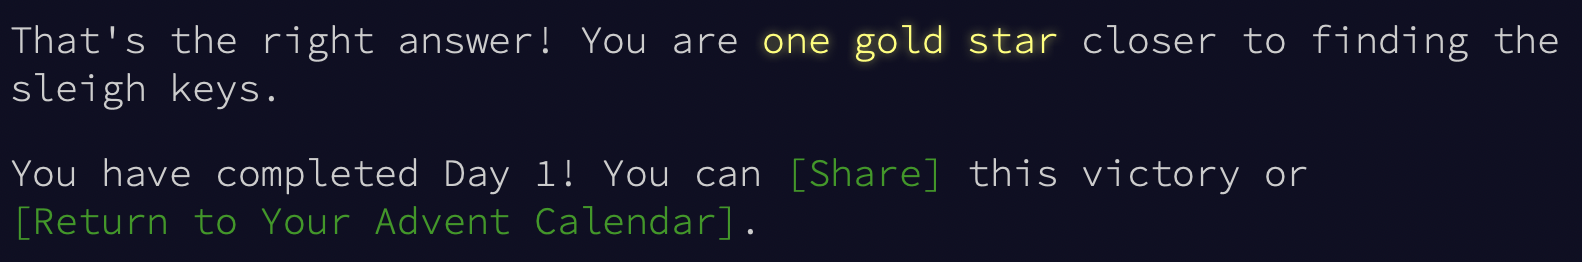 That's the right answer! You are one gold star closer to finding the
sleigh keys.
You have completed Day 1! You can [Share] this victory or
[Return to Your Advent Calendar].